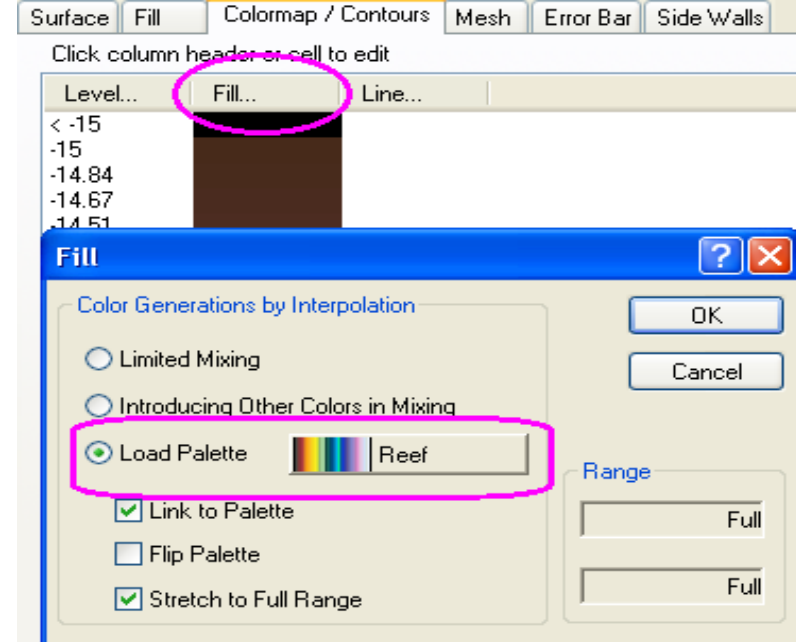 Surface Fill Colormap / Contours Mesh Error Bar Side Walls
Click column header or cell to edit
Level... Fill... Line...
< -15
-15
-14.84
-14.67
-14.51
Fill
Color Generations by Interpolation
OK
Limited Mixing
Cancel
Introducing Other Colors in Mixing
Load Palette Reef
Range
Link to Palette
Full
Flip Palette
Full
Stretch to Full Range